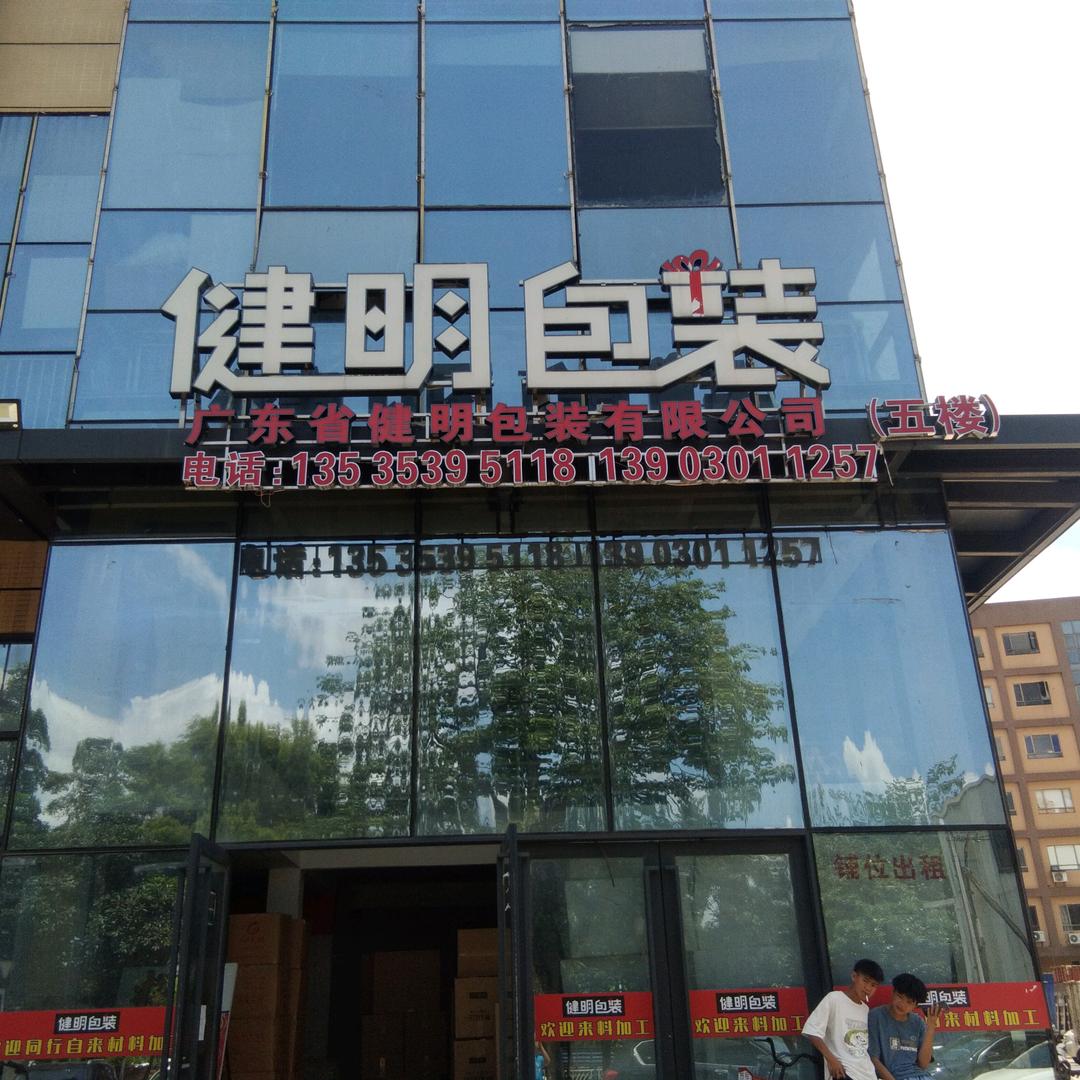 健明包装
广东省健明包装有限公司 (五楼)
电话:135 3539 5118 139 0301 1257
电话:135 3539 5118 139 0301 1257
铺位出租
健明包装
迎同行自来材料加
健明包装
欢迎来料加工
健明包装
欢迎来料加工
明包装
来材料加工